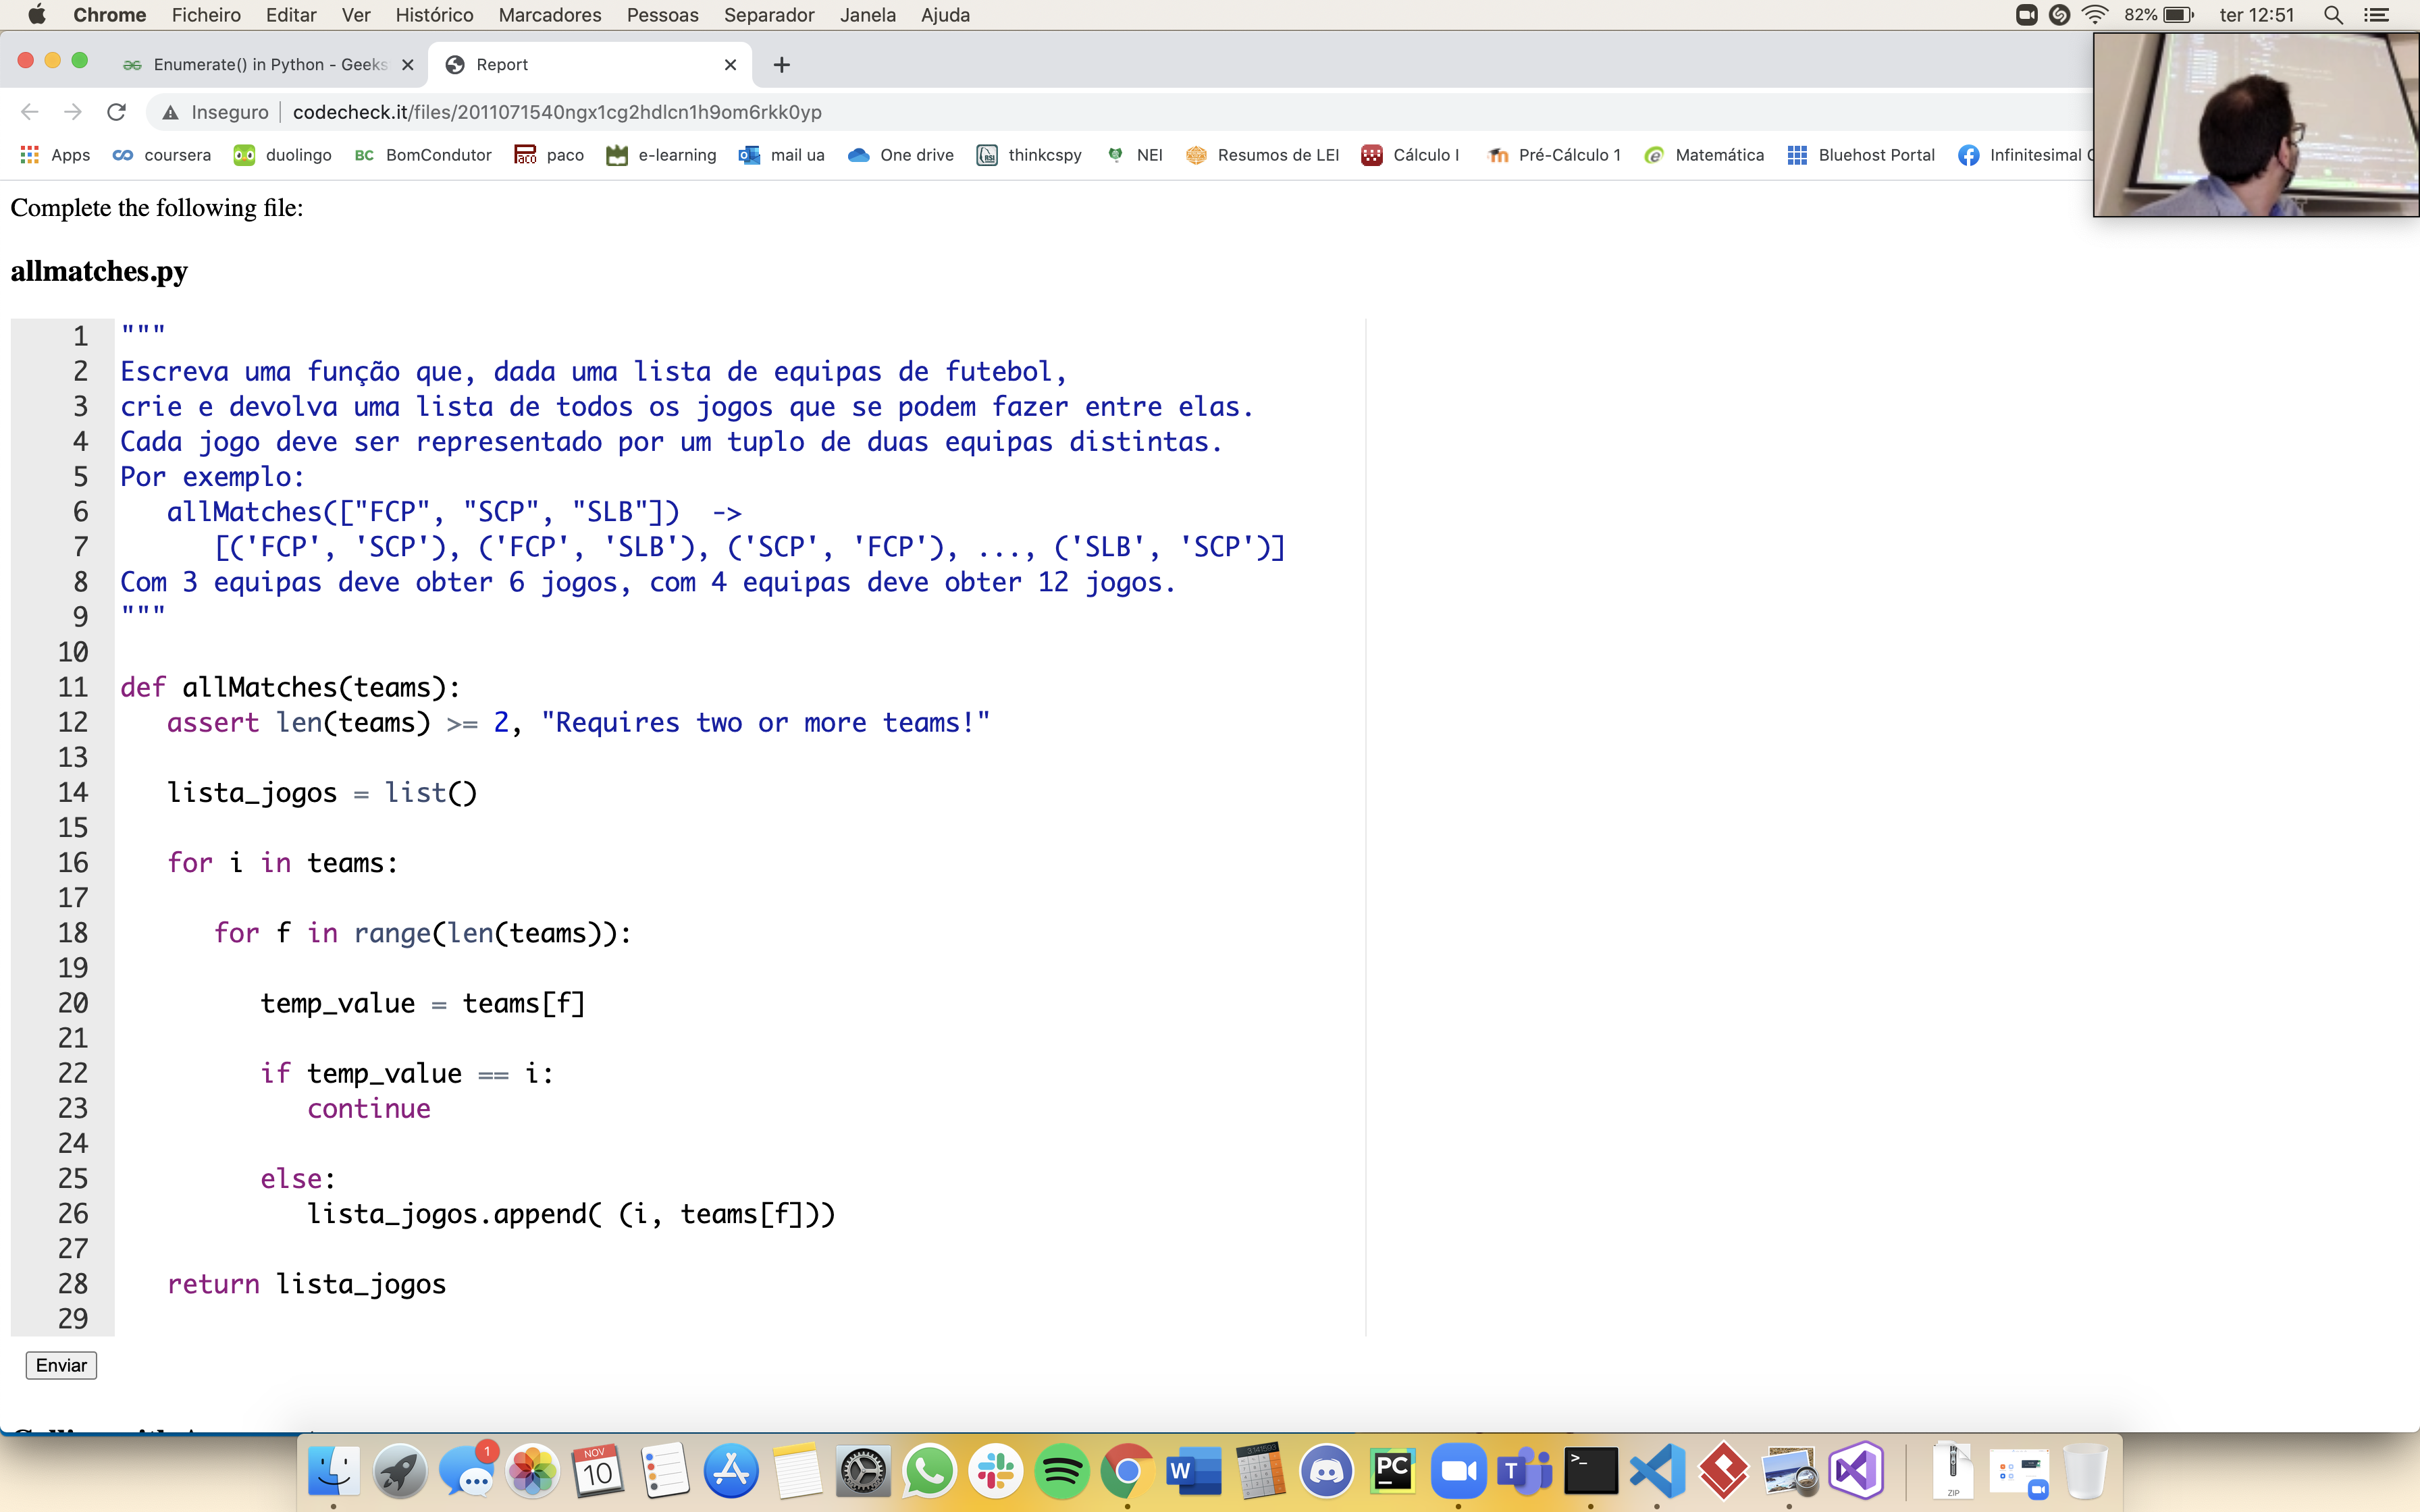 Chrome Ficheiro Editar Ver Histórico Marcadores Pessoas Separador Janela Ajuda 82% ter 12:51
Enumerate() in Python - Geeks Report
Inseguro codecheck.it/files/2011071540ngx1cg2hdlcn1h9om6rkk0yp
Apps coursera duolingo BC BomCondutor paco paco e-learning mail ua One drive RSI thinkcspy NEI Resumos de LEI Cálculo I Pré-Cálculo 1 Matemática Bluehost Portal Infinitesimal C
Complete the following file:
allmatches.py
1 """
2 Escreva uma função que, dada uma lista de equipas de futebol,
3 crie e devolva uma lista de todos os jogos que se podem fazer entre elas.
4 Cada jogo deve ser representado por um tuplo de duas equipas distintas.
5 Por exemplo:
6 allMatches(["FCP", "SCP", "SLB"]) ->
7 [('FCP', 'SCP'), ('FCP', 'SLB'), ('SCP', 'FCP'), ..., ('SLB', 'SCP')]
8 Com 3 equipas deve obter 6 jogos, com 4 equipas deve obter 12 jogos.
9 """
10
11 def allMatches(teams):
12 assert len(teams) >= 2, "Requires two or more teams!"
13
14 lista_jogos = list()
15
16 for i in teams:
17
18 for f in range(len(teams)):
19
20 temp_value = teams[f]
21
22 if temp_value == i:
23 continue
24
25 else:
26 lista_jogos.append( (i, teams[f]))
27
28 return lista_jogos
29
Enviar
1 NOV 10 W PC T >_ ZIP